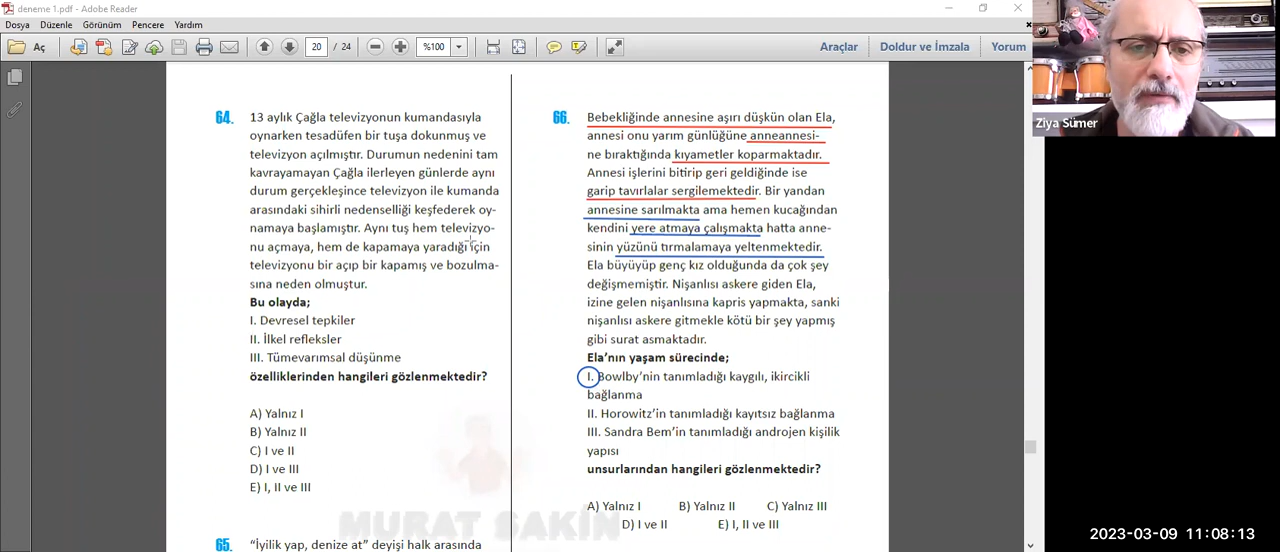 deneme 1.pdf - Adobe Reader
Dosya Düzenle Görünüm Pencere Yardım
Aç
20 / 24
%100
Araçlar
Doldur ve İmzala
Yorum
64. 13 aylık Çağla televizyonun kumandasıyla
oynarken tesadüfen bir tuşa dokunmuş ve
televizyon açılmıştır. Durumun nedenini tam
kavrayamayan Çağla ilerleyen günlerde aynı
durum gerçekleşince televizyon ile kumanda
arasındaki sihirli nedenselliği keşfederek oy-
namaya başlamıştır. Aynı tuş hem televizyo-
nu açmaya, hem de kapamaya yaradığı için
televizyonu bir açıp bir kapamış ve bozulma-
sına neden olmuştur.
Bu olayda;
I. Devresel tepkiler
II. İlkel refleksler
III. Tümevarımsal düşünme
özelliklerinden hangileri gözlenmektedir?
A) Yalnız I
B) Yalnız II
C) I ve II
D) I ve III
E) I, II ve III
65. “İyilik yap, denize at” deyişi halk arasında
66. Bebekliğinde annesine aşırı düşkün olan Ela,
annesi onu yarım günlüğüne anneannesi-
ne bıraktığında kıyametler koparmaktadır.
Annesi işlerini bitirip geri geldiğinde ise
garip tavırlalar sergilemektedir. Bir yandan
annesine sarılmakta ama hemen kucağından
kendini yere atmaya çalışmakta hatta anne-
sinin yüzünü tırmalamaya yeltenmektedir.
Ela büyüyüp genç kız olduğunda da çok şey
değişmemiştir. Nişanlısı askere giden Ela,
izine gelen nişanlısına kapris yapmakta, sanki
nişanlısı askere gitmekle kötü bir şey yapmış
gibi surat asmaktadır.
Ela’nın yaşam sürecinde;
I. Bowlby’nin tanımladığı kaygılı, ikircikli
bağlanma
II. Horowitz’in tanımladığı kayıtsız bağlanma
III. Sandra Bem’in tanımladığı androjen kişilik
yapısı
unsurlarından hangileri gözlenmektedir?
A) Yalnız I B) Yalnız II C) Yalnız III
D) I ve II E) I, II ve III
MURAT SAKİN
Ziya Sümer
2023-03-09 11:08:13